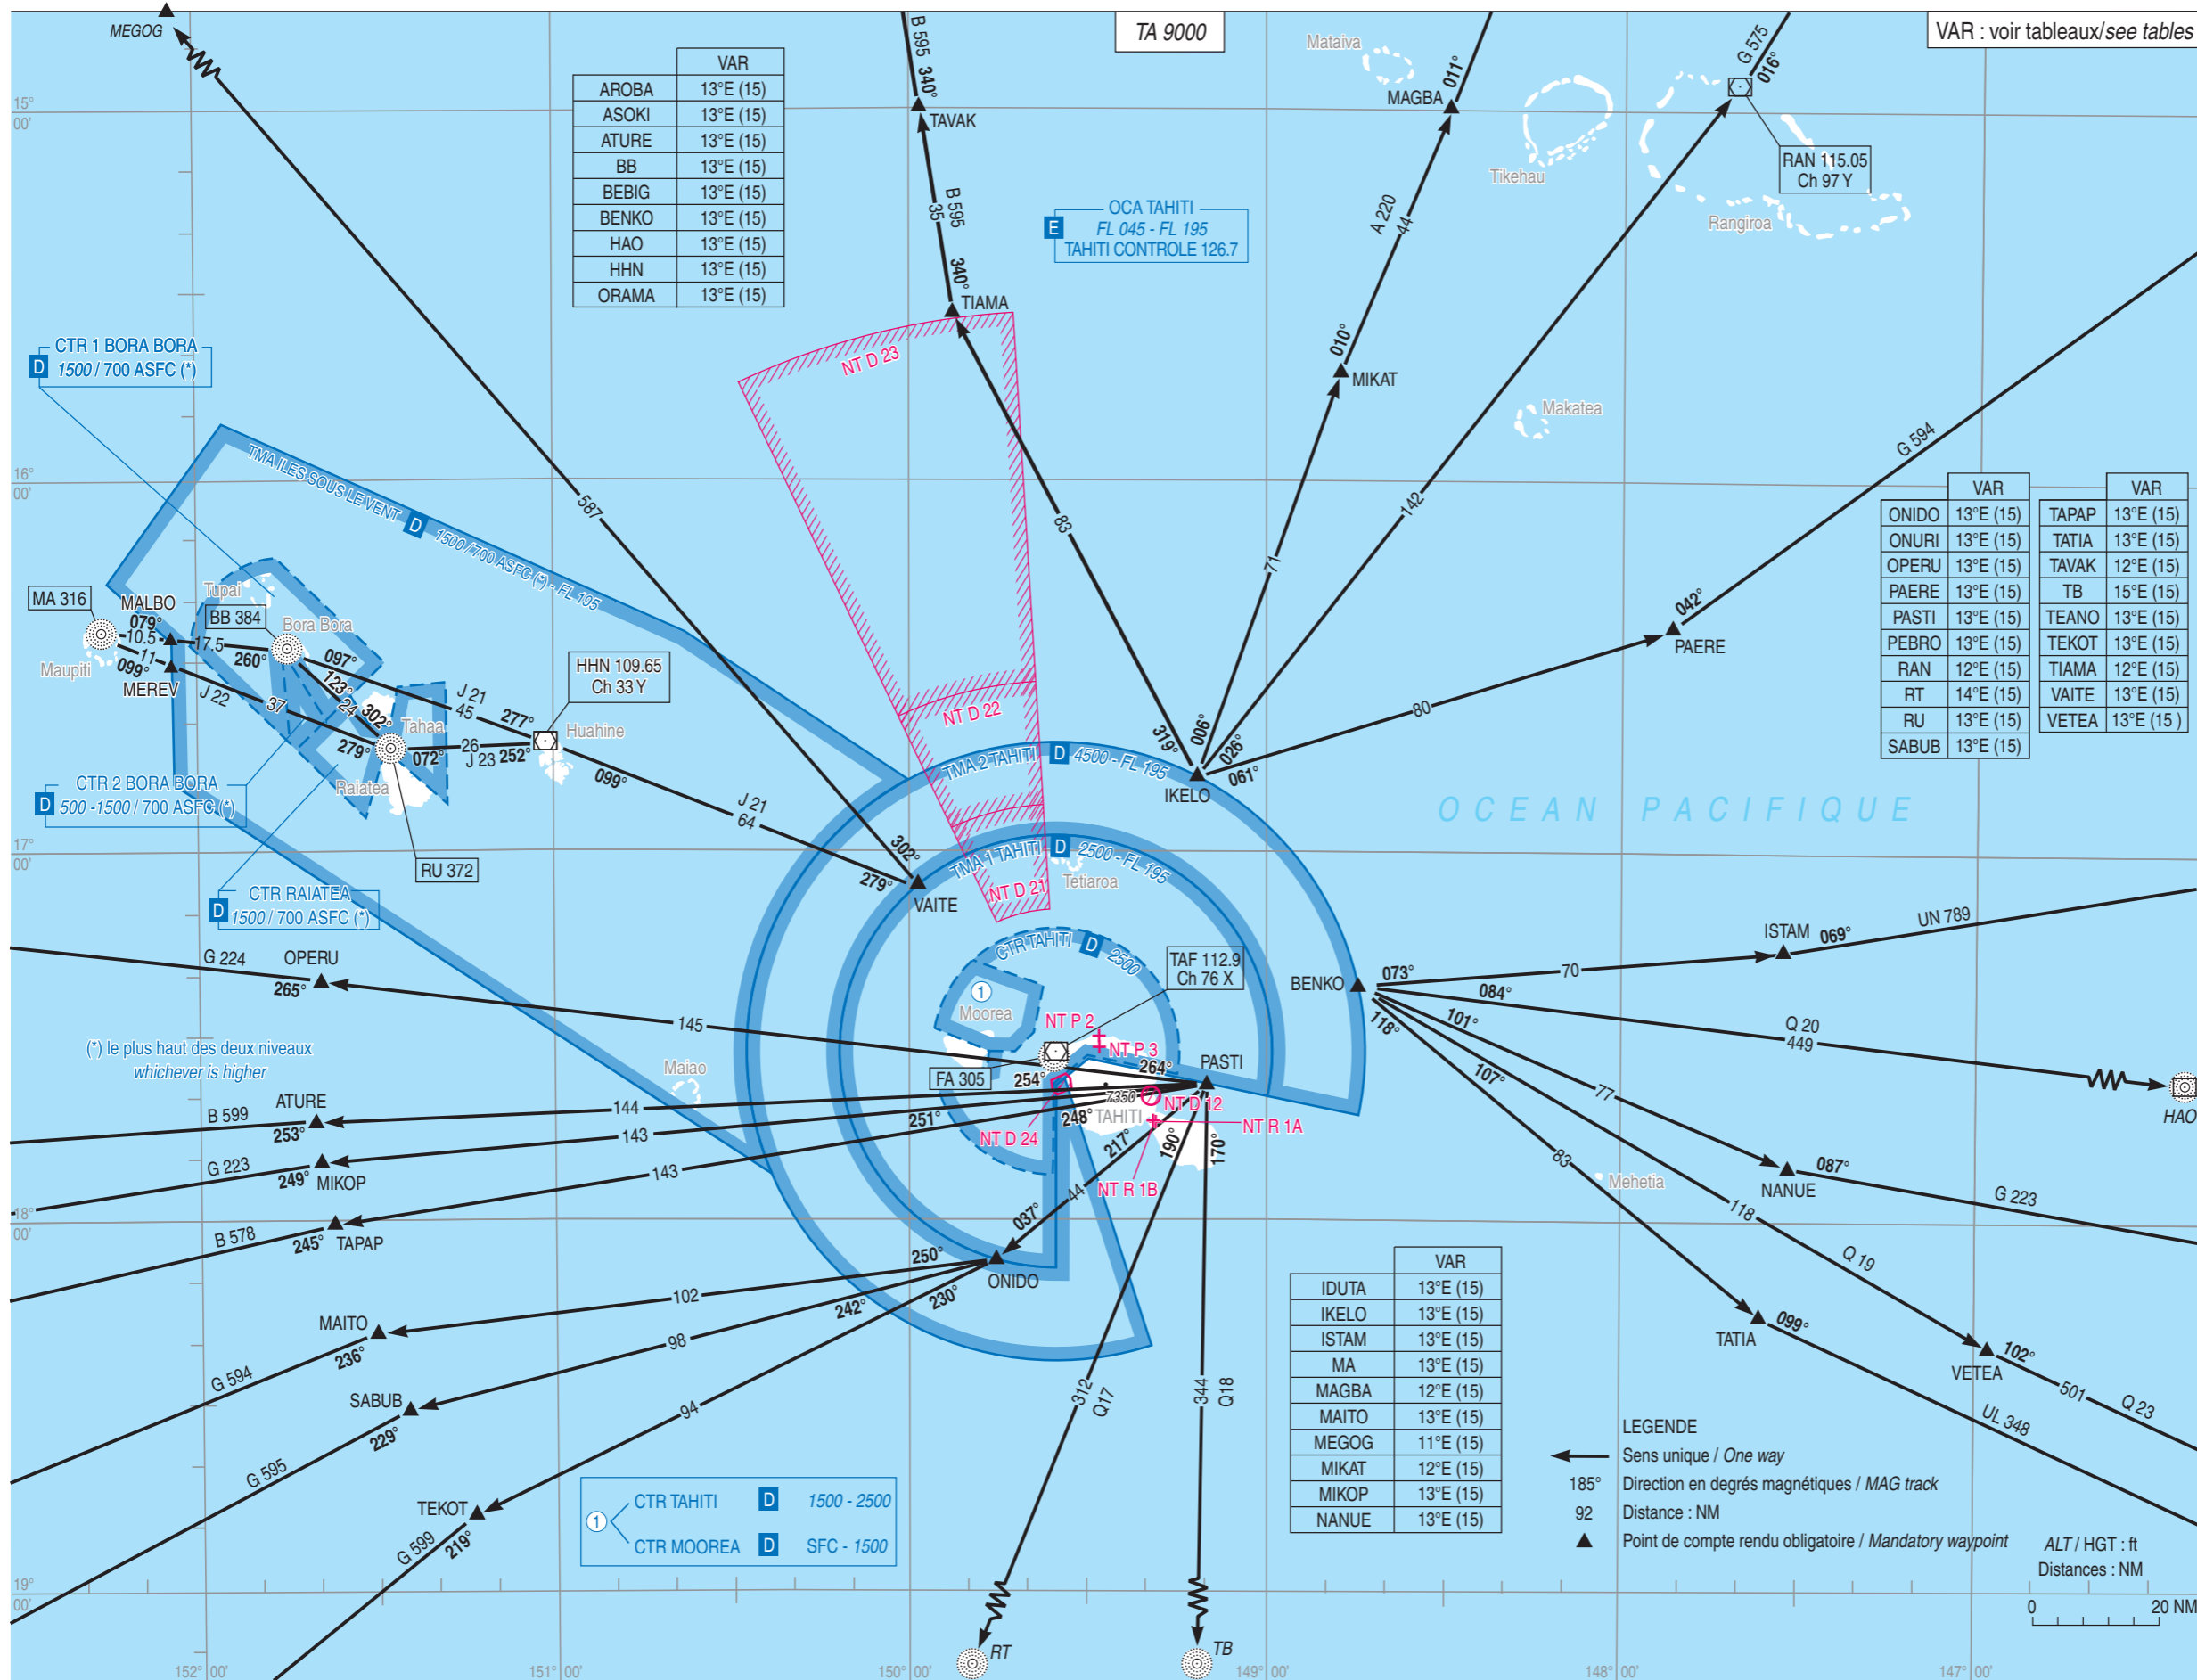 MEGOG
TA 9000
VAR : voir tableaux/see tables
VAR
AROBA 13°E (15)
ASOKI 13°E (15)
ATURE 13°E (15)
BB 13°E (15)
BEBIG 13°E (15)
BENKO 13°E (15)
HAO 13°E (15)
HHN 13°E (15)
ORAMA 13°E (15)
B 595
340°
TAVAK
B 595
35
340°
TIAMA
OCA TAHITI
E FL 045 - FL 195
TAHITI CONTROLE 126.7
Mataiva
011°
MAGBA
A 220
44
010°
MIKAT
Tikehau
G 575
016°
RAN 115.05
Ch 97 Y
Rangiroa
Makatea
G 594
15°
00'
CTR 1 BORA BORA
D 1500 / 700 ASFC (*)
NT D 23
16°
00'
TMA ILES SOUS LE VENT D 1500 / 700 ASFC (*) - FL 195
587
83
71
142
VAR
ONIDO 13°E (15)
ONURI 13°E (15)
OPERU 13°E (15)
PAERE 13°E (15)
PASTI 13°E (15)
PEBRO 13°E (15)
RAN 12°E (15)
RT 14°E (15)
RU 13°E (15)
SABUB 13°E (15)
VAR
TAPAP 13°E (15)
TATIA 13°E (15)
TAVAK 12°E (15)
TB 15°E (15)
TEANO 13°E (15)
TEKOT 13°E (15)
TIAMA 12°E (15)
VAITE 13°E (15)
VETEA 13°E (15 )
MA 316
MALBO
079°
10.5
11
099°
MEREV
Maupiti
Tupai
BB 384
Bora Bora
17.5
260°
097°
123°
24
302°
J 22
37
279°
Tahaa
072°
J 21
45
277°
26
J 23
252°
HHN 109.65
Ch 33 Y
Huahine
099°
J 21
64
Raiatea
CTR 2 BORA BORA
D 500 -1500 / 700 ASFC (*)
RU 372
CTR RAIATEA
D 1500 / 700 ASFC (*)
042°
PAERE
80
NT D 22
TMA 2 TAHITI D 4500 - FL 195
319°
006°
026°
061°
IKELO
OCEAN PACIFIQUE
17°
00'
302°
279°
VAITE
TMA 1 TAHITI D 2500 - FL 195
NT D 21
Tetiaroa
CTR TAHITI D 2500
TAF 112.9
Ch 76 X
1
Moorea
NT P 2
NT P 3
PASTI
FA 305
254°
264°
7350
TAHITI
NT D 12
NT R 1A
NT R 1B
NT D 24
251°
248°
217°
190°
170°
BENKO
073°
70
ISTAM
069°
UN 789
084°
Q 20
449
HAO
101°
118°
107°
77
83
118
NANUE
087°
G 223
Mehetia
Q 19
TATIA
099°
VETEA
102°
501
Q 23
UL 348
G 224
OPERU
265°
145
(*) le plus haut des deux niveaux
whichever is higher
Maiao
ATURE
B 599
253°
144
G 223
249°
MIKOP
143
18°
00'
B 578
245°
TAPAP
143
037°
44
250°
ONIDO
242°
230°
102
98
94
MAITO
236°
G 594
SABUB
229°
G 595
TEKOT
219°
G 599
312
Q17
344
Q18
VAR
IDUTA 13°E (15)
IKELO 13°E (15)
ISTAM 13°E (15)
MA 13°E (15)
MAGBA 12°E (15)
MAITO 13°E (15)
MEGOG 11°E (15)
MIKAT 12°E (15)
MIKOP 13°E (15)
NANUE 13°E (15)
1
CTR TAHITI D 1500 - 2500
CTR MOOREA D SFC - 1500
LEGENDE
Sens unique / One way
185° Direction en degrés magnétiques / MAG track
92 Distance : NM
Point de compte rendu obligatoire / Mandatory waypoint
ALT / HGT : ft
Distances : NM
0 20 NM
19°
00'
RT
TB
152° 00'
151° 00'
150° 00'
149° 00'
148° 00'
147° 00'